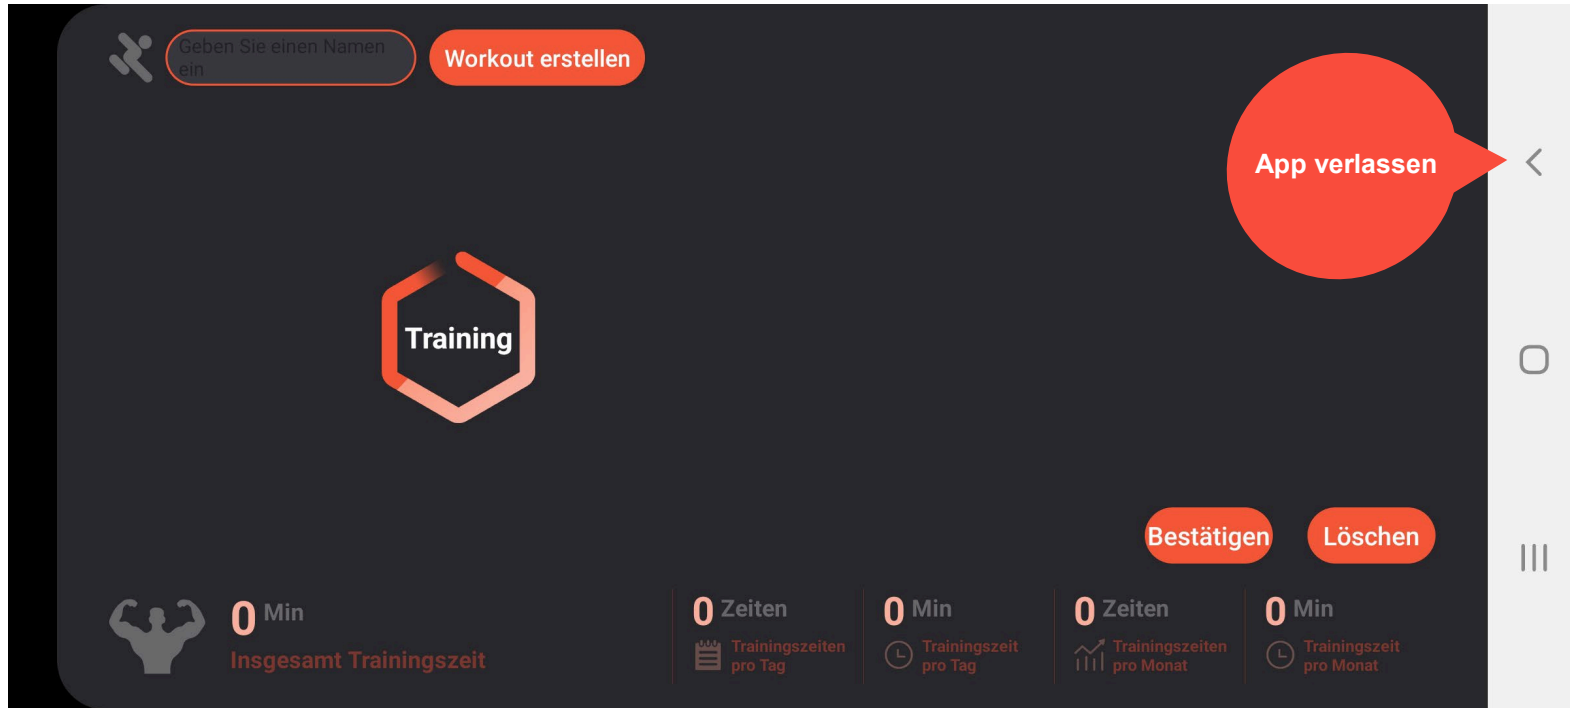 Geben Sie einen Namen
ein
Workout erstellen
App verlassen
Training
Bestätigen
Löschen
0 Min
Insgesamt Trainingszeit
0 Zeiten
Trainingszeiten
pro Tag
0 Min
Trainingszeit
pro Tag
0 Zeiten
Trainingszeiten
pro Monat
0 Min
Trainingszeit
pro Monat